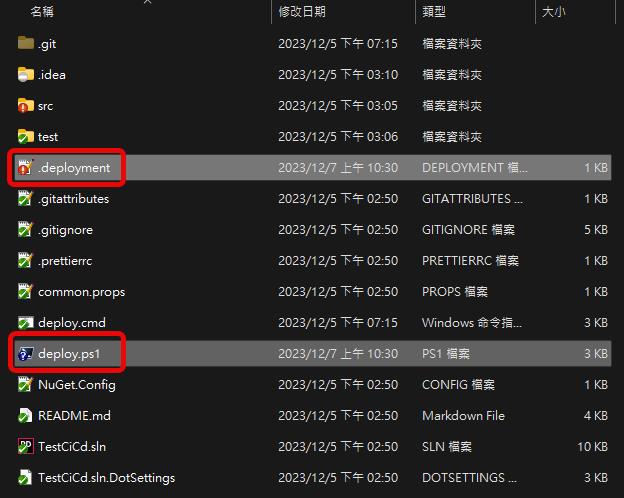 名稱 修改日期 類型 大小
.git 2023/12/5 下午 07:15 檔案資料夾
.idea 2023/12/5 下午 03:10 檔案資料夾
src 2023/12/5 下午 03:05 檔案資料夾
test 2023/12/5 下午 03:06 檔案資料夾
.deployment 2023/12/7 上午 10:30 DEPLOYMENT 檔... 1 KB
.gitattributes 2023/12/5 下午 02:50 GITATTRIBUTES ... 1 KB
.gitignore 2023/12/5 下午 02:50 GITIGNORE 檔案 5 KB
.prettierrc 2023/12/5 下午 02:50 PRETTIERRC 檔案 1 KB
common.props 2023/12/5 下午 02:50 PROPS 檔案 1 KB
deploy.cmd 2023/12/5 下午 07:15 Windows 命令指... 3 KB
deploy.ps1 2023/12/7 上午 10:30 PS1 檔案 3 KB
NuGet.Config 2023/12/5 下午 02:50 CONFIG 檔案 1 KB
README.md 2023/12/5 下午 02:50 Markdown File 4 KB
TestCiCd.sln 2023/12/5 下午 02:50 SLN 檔案 10 KB
TestCiCd.sln.DotSettings 2023/12/5 下午 02:50 DOTSETTINGS ... 3 KB